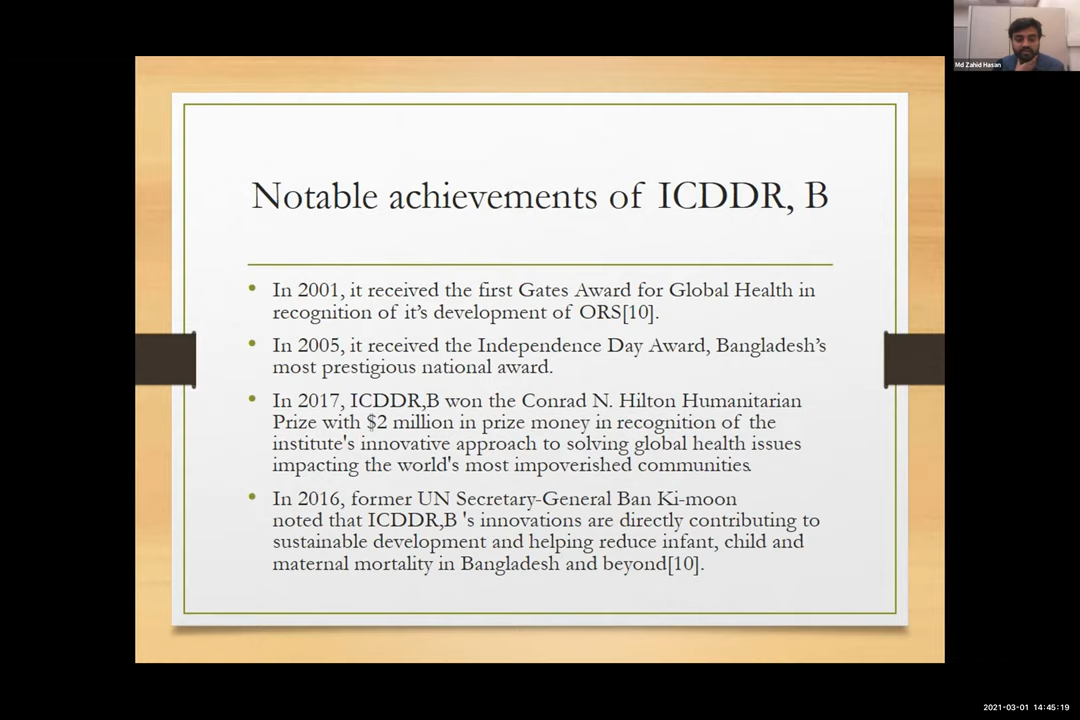 Md Zahid Hasan
Notable achievements of ICDDR, B
• In 2001, it received the first Gates Award for Global Health in
recognition of it’s development of ORS[10].
• In 2005, it received the Independence Day Award, Bangladesh’s
most prestigious national award.
• In 2017, ICDDR,B won the Conrad N. Hilton Humanitarian
Prize with $2 million in prize money in recognition of the
institute's innovative approach to solving global health issues
impacting the world's most impoverished communities.
• In 2016, former UN Secretary-General Ban Ki-moon
noted that ICDDR,B 's innovations are directly contributing to
sustainable development and helping reduce infant, child and
maternal mortality in Bangladesh and beyond[10].
2021-03-01 14:45:19